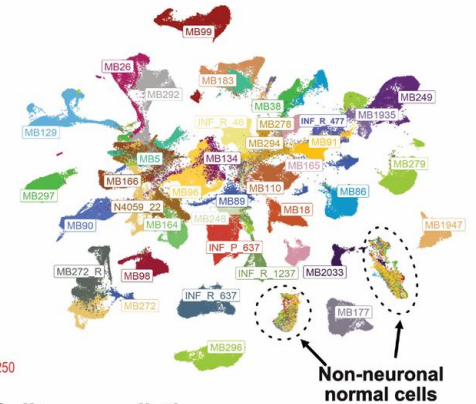 MB99
MB26
MB292
MB183
MB249
MB38
MB1935
MB129
INF_R_46
MB278
INF_R_477
MB294
MB91
MB5
MB134
MB165
MB279
MB166
MB96
MB110
MB86
MB297
N4059_22
MB89
MB18
MB248
MB90
MB164
MB1947
INF_P_637
MB272_R
MB98
INF_R_1237
MB2033
MB272
INF_R_637
MB177
MB296
250
Non-neuronal
normal cells